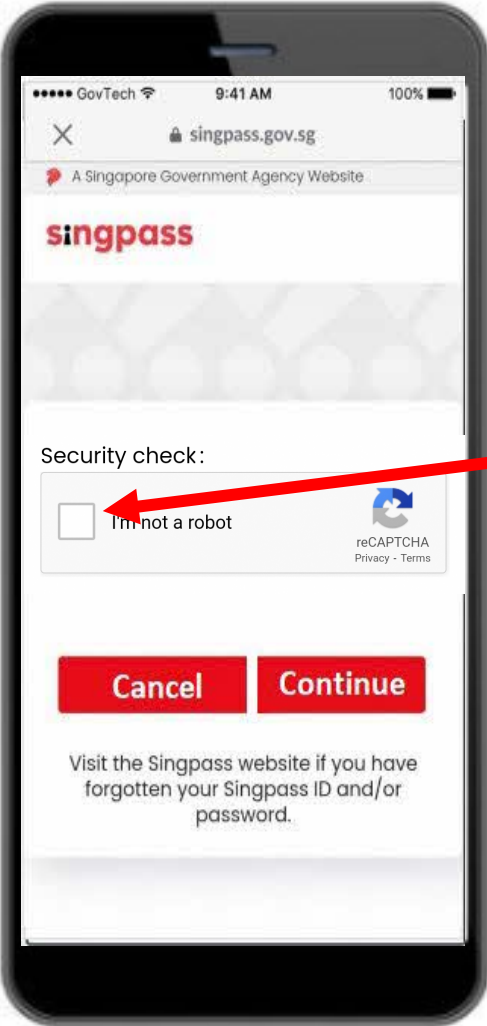 GovTech 9:41 AM 100%
singpass.gov.sg
A Singapore Government Agency Website
singpass
Security check:
I'm not a robot
reCAPTCHA
Privacy - Terms
Cancel Continue
Visit the Singpass website if you have
forgotten your Singpass ID and/or
password.